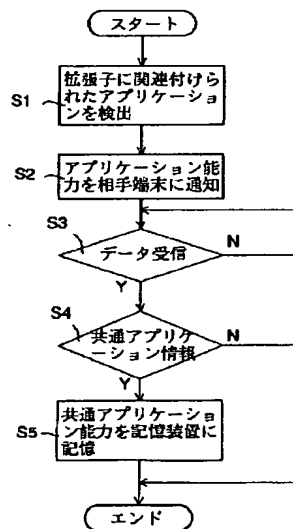 スタート
S1
拡張子に関連付けら
れたアプリケーショ
ンを検出
S2
アプリケーション能
力を相手端末に通知
S3
データ受信
N
Y
S4
共通アプリケ
ーション情報
N
Y
S5
共通アプリケーショ
ン能力を記憶装置に
記憶
エンド